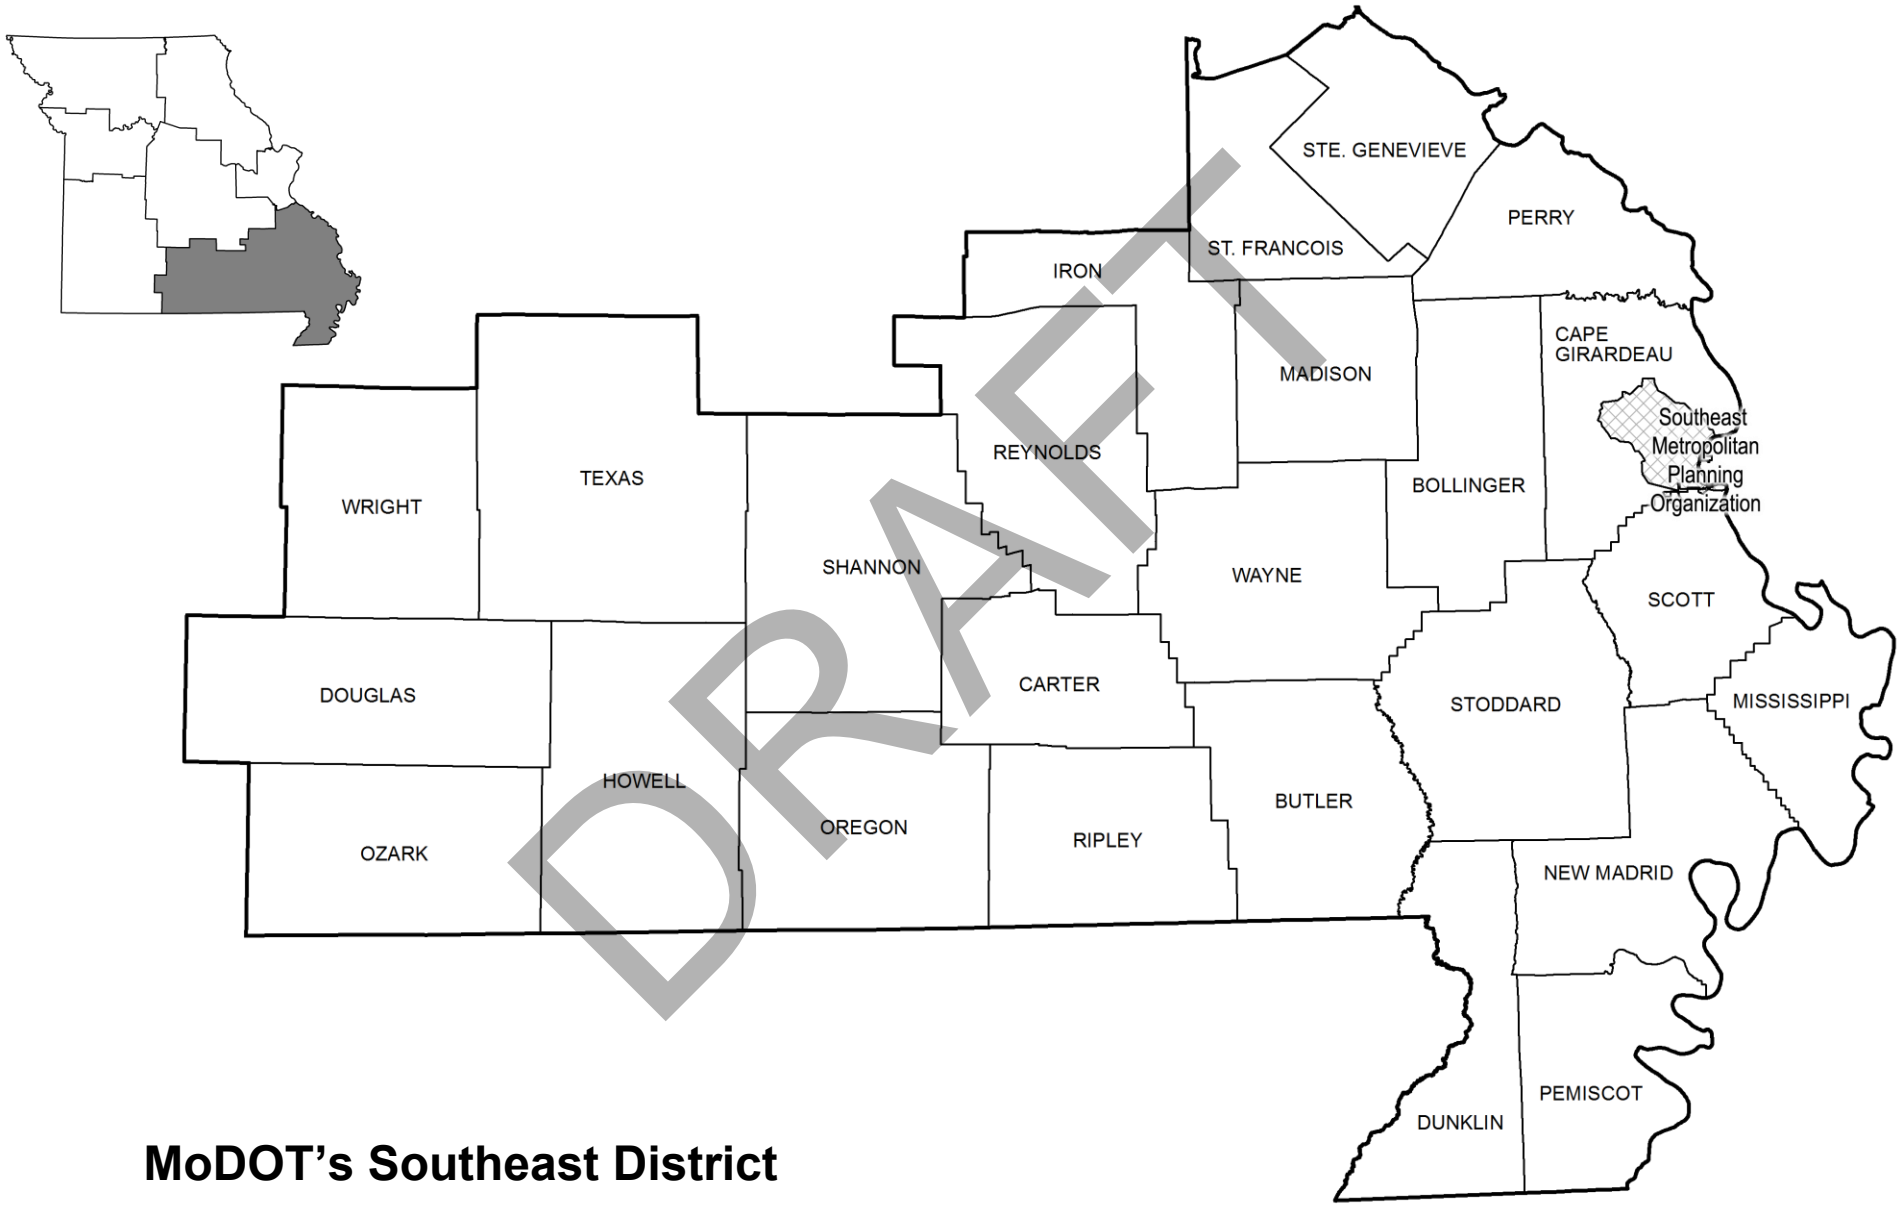 STE. GENEVIEVE
PERRY
ST. FRANCOIS
IRON
CAPE
GIRARDEAU
MADISON
Southeast
Metropolitan
Planning
Organization
REYNOLDS
TEXAS
BOLLINGER
WRIGHT
SHANNON
WAYNE
SCOTT
CARTER
DOUGLAS
MISSISSIPPI
STODDARD
HOWELL
BUTLER
OREGON
RIPLEY
OZARK
NEW MADRID
PEMISCOT
DUNKLIN
DRAFT
MoDOT’s Southeast District